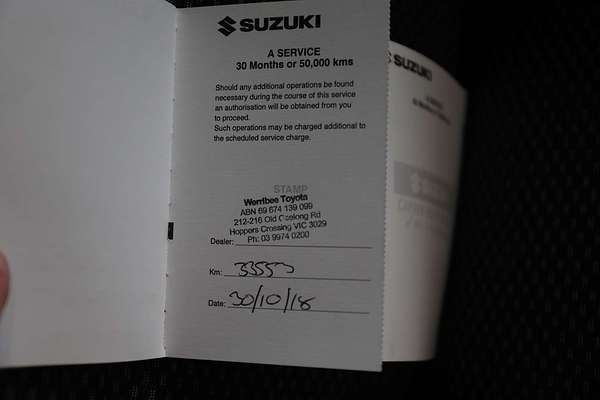 SUZUKI
A SERVICE
30 Months or 50,000 kms
Should any additional operations be found
necessary during the course of this service
an authorisation will be obtained from you
to proceed.
Such operations may be charged additional to
the scheduled service charge.
STAMP
Werribee Toyota
ABN 69 674 139 099
212-216 Old Geelong Rd
Hoppers Crossing VIC 3029
Ph: 03 9974 0200
Dealer:
Km: 33553
Date: 30/10/18
SUZUKI
A SERVICE